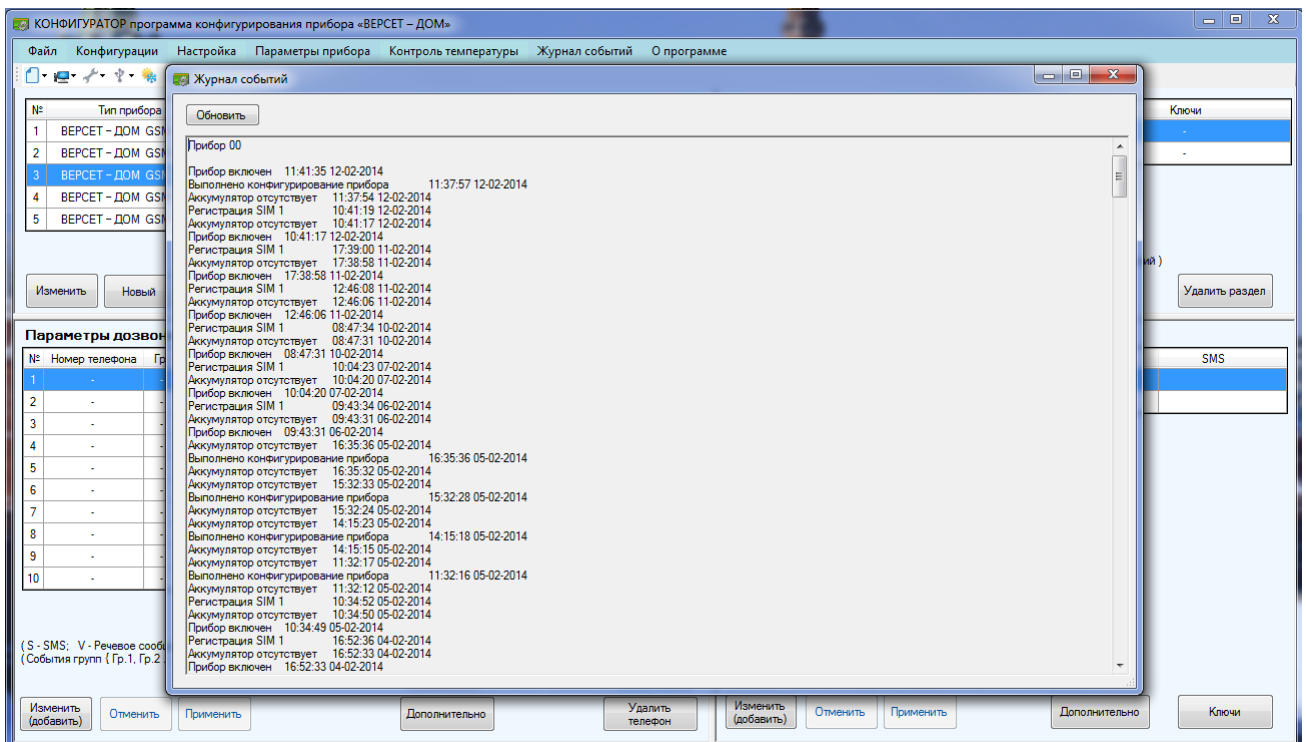 КОНФИГУРАТОР программа конфигурирования прибора «ВЕРСЕТ – ДОМ»
Файл Конфигурации Настройка Параметры прибора Контроль температуры Журнал событий О программе
Журнал событий
Обновить
Прибор 00
Прибор включен 11:41:35 12-02-2014
Выполнено конфигурирование прибора 11:37:57 12-02-2014
Аккумулятор отсутствует 11:37:54 12-02-2014
Регистрация SIM 1 10:41:19 12-02-2014
Аккумулятор отсутствует 10:41:17 12-02-2014
Прибор включен 10:41:17 12-02-2014
Регистрация SIM 1 17:39:00 11-02-2014
Аккумулятор отсутствует 17:38:58 11-02-2014
Прибор включен 17:38:58 11-02-2014
Регистрация SIM 1 12:46:08 11-02-2014
Аккумулятор отсутствует 12:46:06 11-02-2014
Прибор включен 12:46:06 11-02-2014
Регистрация SIM 1 08:47:34 10-02-2014
Аккумулятор отсутствует 08:47:31 10-02-2014
Прибор включен 08:47:31 10-02-2014
Регистрация SIM 1 10:04:23 07-02-2014
Аккумулятор отсутствует 10:04:20 07-02-2014
Прибор включен 10:04:20 07-02-2014
Регистрация SIM 1 09:43:34 06-02-2014
Аккумулятор отсутствует 09:43:31 06-02-2014
Прибор включен 09:43:31 06-02-2014
Аккумулятор отсутствует 16:35:36 05-02-2014
Выполнено конфигурирование прибора 16:35:36 05-02-2014
Аккумулятор отсутствует 16:35:32 05-02-2014
Аккумулятор отсутствует 15:32:33 05-02-2014
Выполнено конфигурирование прибора 15:32:28 05-02-2014
Аккумулятор отсутствует 15:32:24 05-02-2014
Аккумулятор отсутствует 14:15:23 05-02-2014
Выполнено конфигурирование прибора 14:15:18 05-02-2014
Аккумулятор отсутствует 14:15:15 05-02-2014
Аккумулятор отсутствует 11:32:17 05-02-2014
Выполнено конфигурирование прибора 11:32:16 05-02-2014
Аккумулятор отсутствует 11:32:12 05-02-2014
Регистрация SIM 1 10:34:52 05-02-2014
Аккумулятор отсутствует 10:34:50 05-02-2014
Прибор включен 10:34:49 05-02-2014
Регистрация SIM 1 16:52:36 04-02-2014
Аккумулятор отсутствует 16:52:33 04-02-2014
Прибор включен 16:52:33 04-02-2014
№ Тип прибора
1 ВЕРСЕТ – ДОМ GSM
2 ВЕРСЕТ – ДОМ GSM
3 ВЕРСЕТ – ДОМ GSM
4 ВЕРСЕТ – ДОМ GSM
5 ВЕРСЕТ – ДОМ GSM
Изменить Новый
Ключи
-
-
ий )
Удалить раздел
Параметры дозвон
№ Номер телефона Гр
1 - -
2 - -
3 - -
4 - -
5 - -
6 - -
7 - -
8 - -
9 - -
10 - -
SMS
( S - SMS; V - Речевое сообщ
( События групп { Гр.1, Гр.2
Изменить (добавить) Отменить Применить Дополнительно Удалить телефон
Изменить (добавить) Отменить Применить Дополнительно Ключи